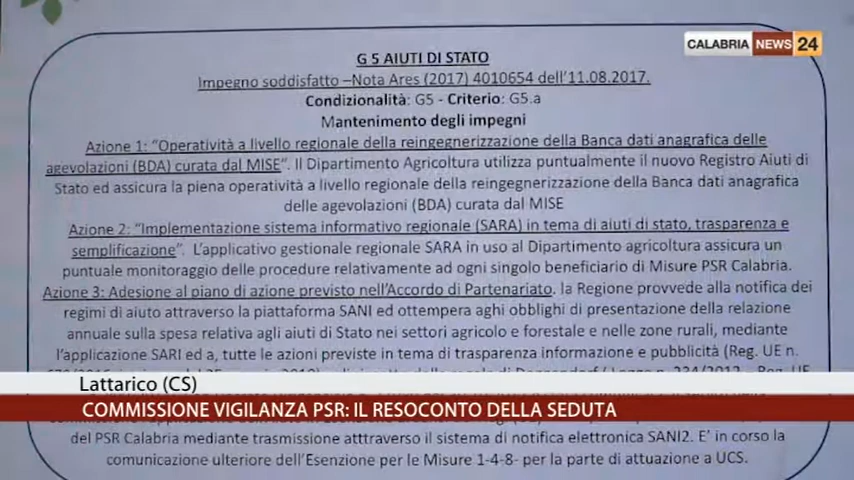 CALABRIA NEWS 24
G 5 AIUTI DI STATO
Impegno soddisfatto –Nota Ares (2017) 4010654 dell'11.08.2017.
Condizionalità: G5 - Criterio: G5.a
Mantenimento degli impegni
Azione 1: "Operatività a livello regionale della reingegnerizzazione della Banca dati anagrafica delle
agevolazioni (BDA) curata dal MISE". Il Dipartimento Agricoltura utilizza puntualmente il nuovo Registro Aiuti di
Stato ed assicura la piena operatività a livello regionale della reingegnerizzazione della Banca dati anagrafica
delle agevolazioni (BDA) curata dal MISE
Azione 2: "Implementazione sistema informativo regionale (SARA) in tema di aiuti di stato, trasparenza e
semplificazione". L'applicativo gestionale regionale SARA in uso al Dipartimento agricoltura assicura un
puntuale monitoraggio delle procedure relativamente ad ogni singolo beneficiario di Misure PSR Calabria.
Azione 3: Adesione al piano di azione previsto nell'Accordo di Partenariato. la Regione provvede alla notifica dei
regimi di aiuto attraverso la piattaforma SANI ed ottempera aghi obblighi di presentazione della relazione
annuale sulla spesa relativa agli aiuti di Stato nei settori agricolo e forestale e nelle zone rurali, mediante
l'applicazione SARI ed a, tutte le azioni previste in tema di trasparenza informazione e pubblicità (Reg. UE n.
Lattarico (CS)
COMMISSIONE VIGILANZA PSR: IL RESOCONTO DELLA SEDUTA
del PSR Calabria mediante trasmissione atttraverso il sistema di notifica elettronica SANI2. E' in corso la
comunicazione ulteriore dell'Esenzione per le Misure 1-4-8- per la parte di attuazione a UCS.